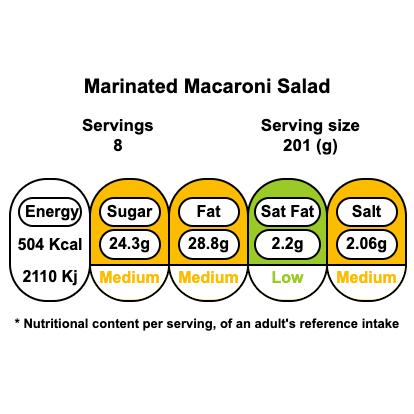 Marinated Macaroni Salad
Servings
8
Serving size
201 (g)
Energy
504 Kcal
2110 Kj
Sugar
24.3g
Medium
Fat
28.8g
Medium
Sat Fat
2.2g
Low
Salt
2.06g
Medium
* Nutritional content per serving, of an adult's reference intake